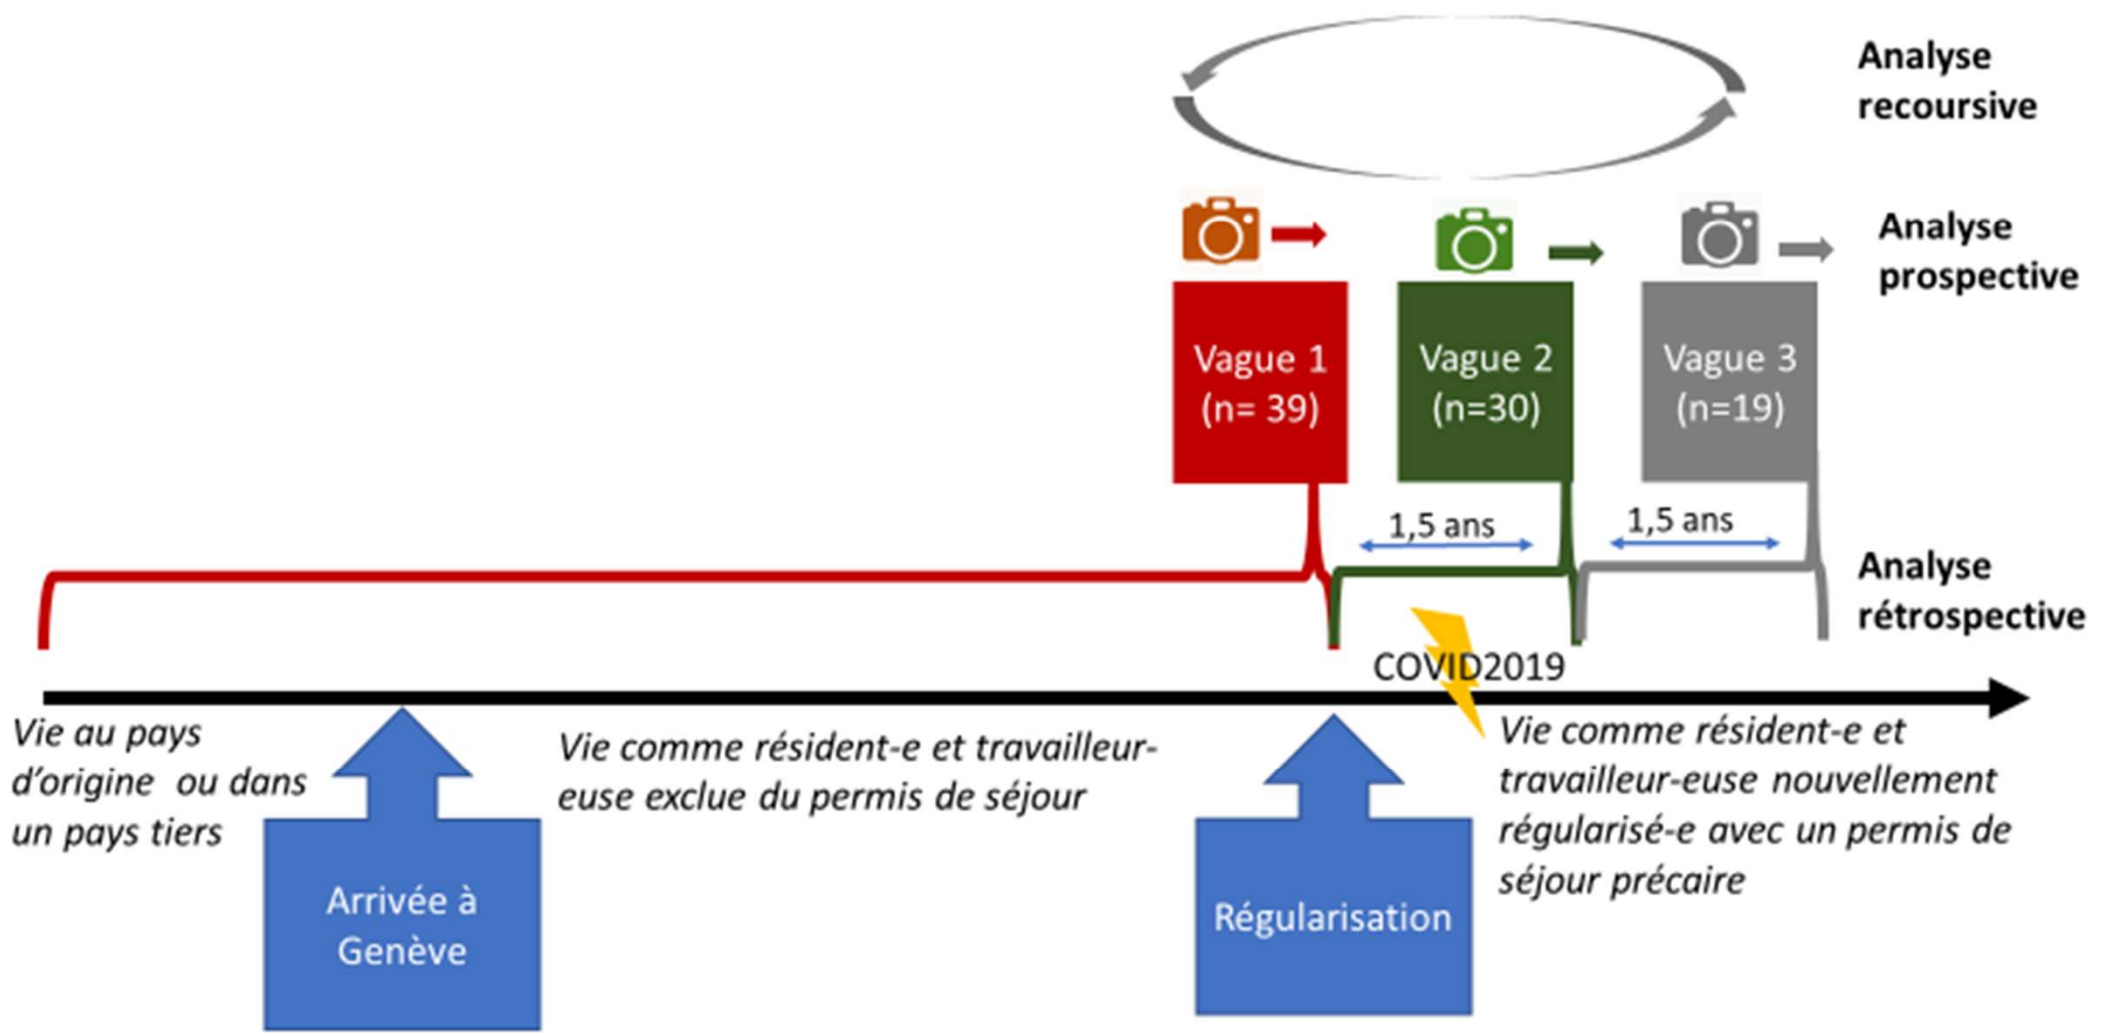 Analyse
recoursive
Analyse
prospective
Vague 1
(n= 39)
Vague 2
(n=30)
Vague 3
(n=19)
1,5 ans
1,5 ans
Analyse
rétrospective
COVID2019
Vie au pays
d’origine ou dans
un pays tiers
Vie comme résident-e et travailleur-
euse exclue du permis de séjour
Vie comme résident-e et
travailleur-euse nouvellement
régularisé-e avec un permis de
séjour précaire
Arrivée à
Genève
Régularisation